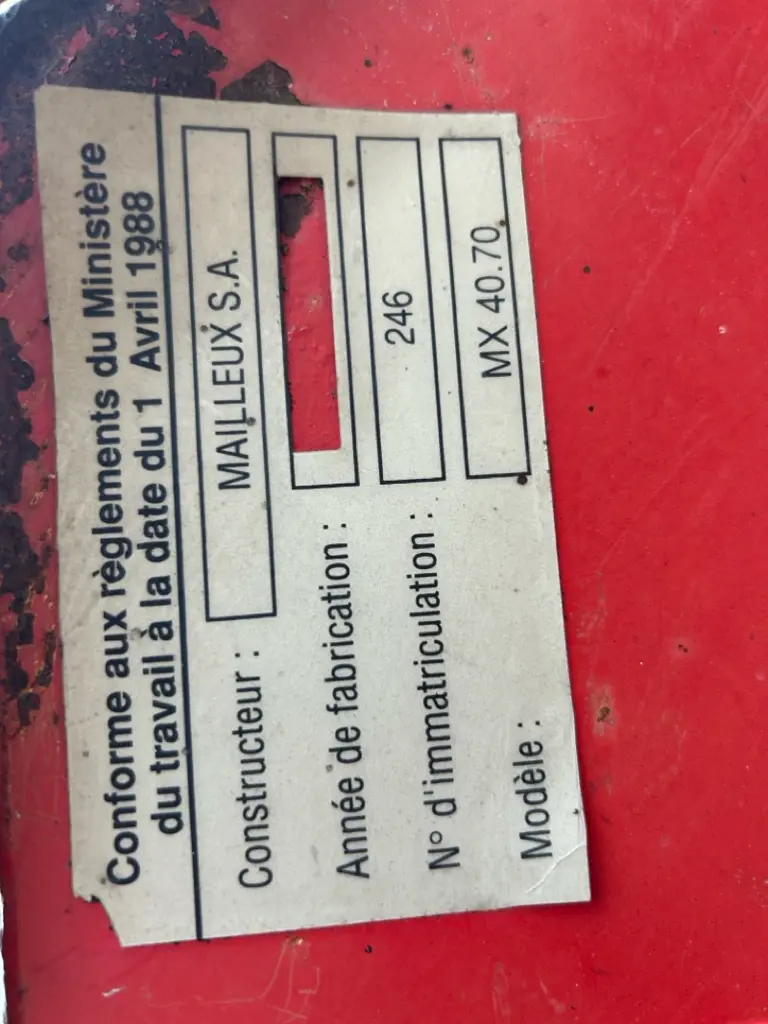 Conforme aux règlements du Ministère
du travail à la date du 1 Avril 1988
Constructeur : MAILLEUX S.A.
Année de fabrication :
N° d'immatriculation : 246
Modèle : MX 40.70